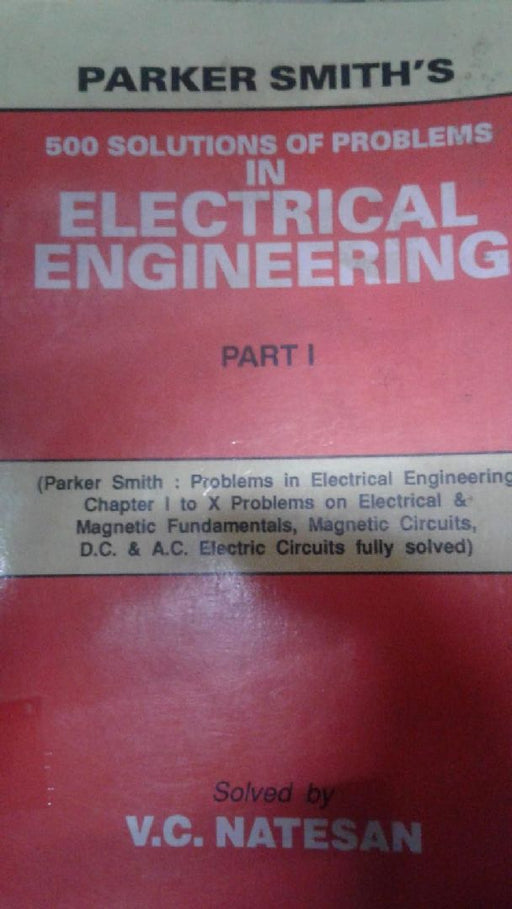 PARKER SMITH'S
500 SOLUTIONS OF PROBLEMS
IN
ELECTRICAL
ENGINEERING
PART I
(Parker Smith : Problems in Electrical Engineering
Chapter I to X Problems on Electrical &
Magnetic Fundamentals, Magnetic Circuits,
D.C. & A.C. Electric Circuits fully solved)
Solved by
V.C. NATESAN